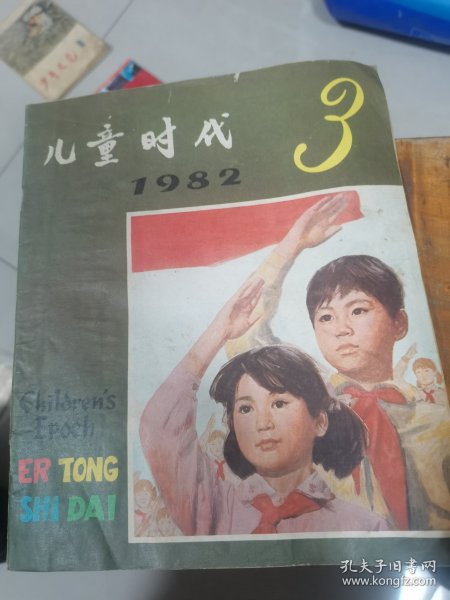 儿童时代
3
1982
Children's
Epoch
ER TONG
SHI DAI
孔夫子旧书网
www.kongfz.com